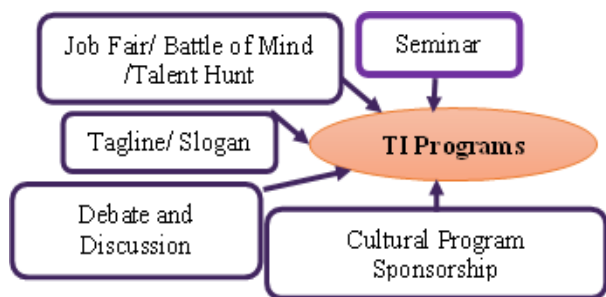 Job Fair/ Battle of Mind
/Talent Hunt
Seminar
Tagline/ Slogan
TI Programs
Debate and
Discussion
Cultural Program
Sponsorship